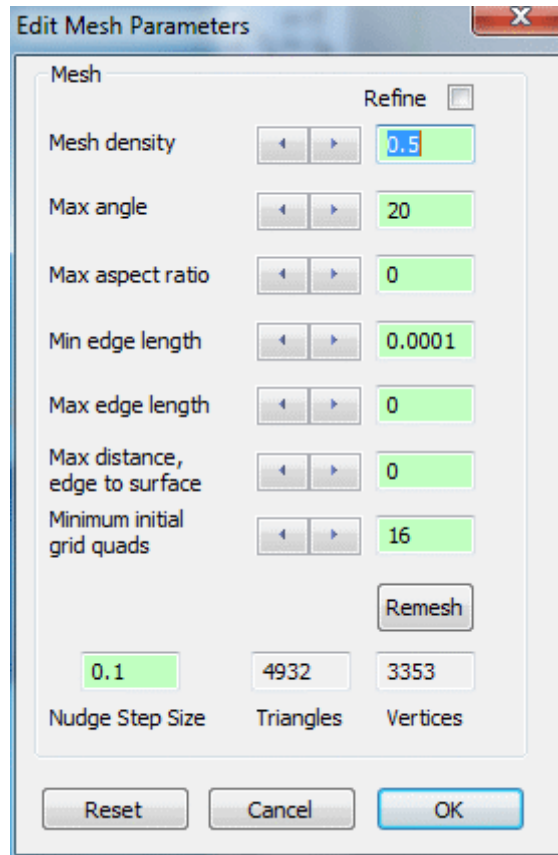 Edit Mesh Parameters
Mesh
Refine
Mesh density 0.5
Max angle 20
Max aspect ratio 0
Min edge length 0.0001
Max edge length 0
Max distance,
edge to surface 0
Minimum initial
grid quads 16
Remesh
0.1 4932 3353
Nudge Step Size Triangles Vertices
Reset Cancel OK